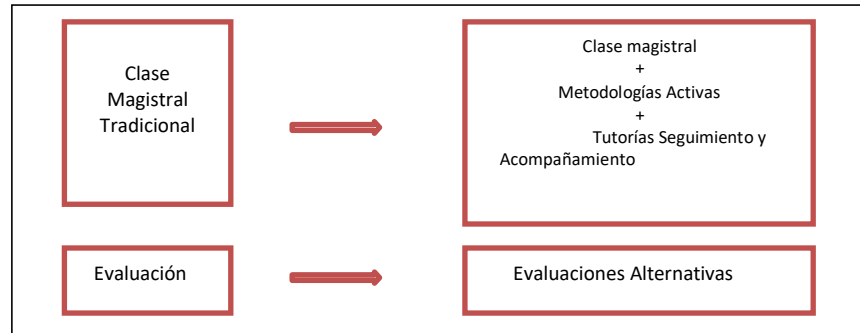 Clase
Magistral
Tradicional
Clase magistral
+
Metodologías Activas
+
Tutorías Seguimiento y
Acompañamiento
Evaluación
Evaluaciones Alternativas